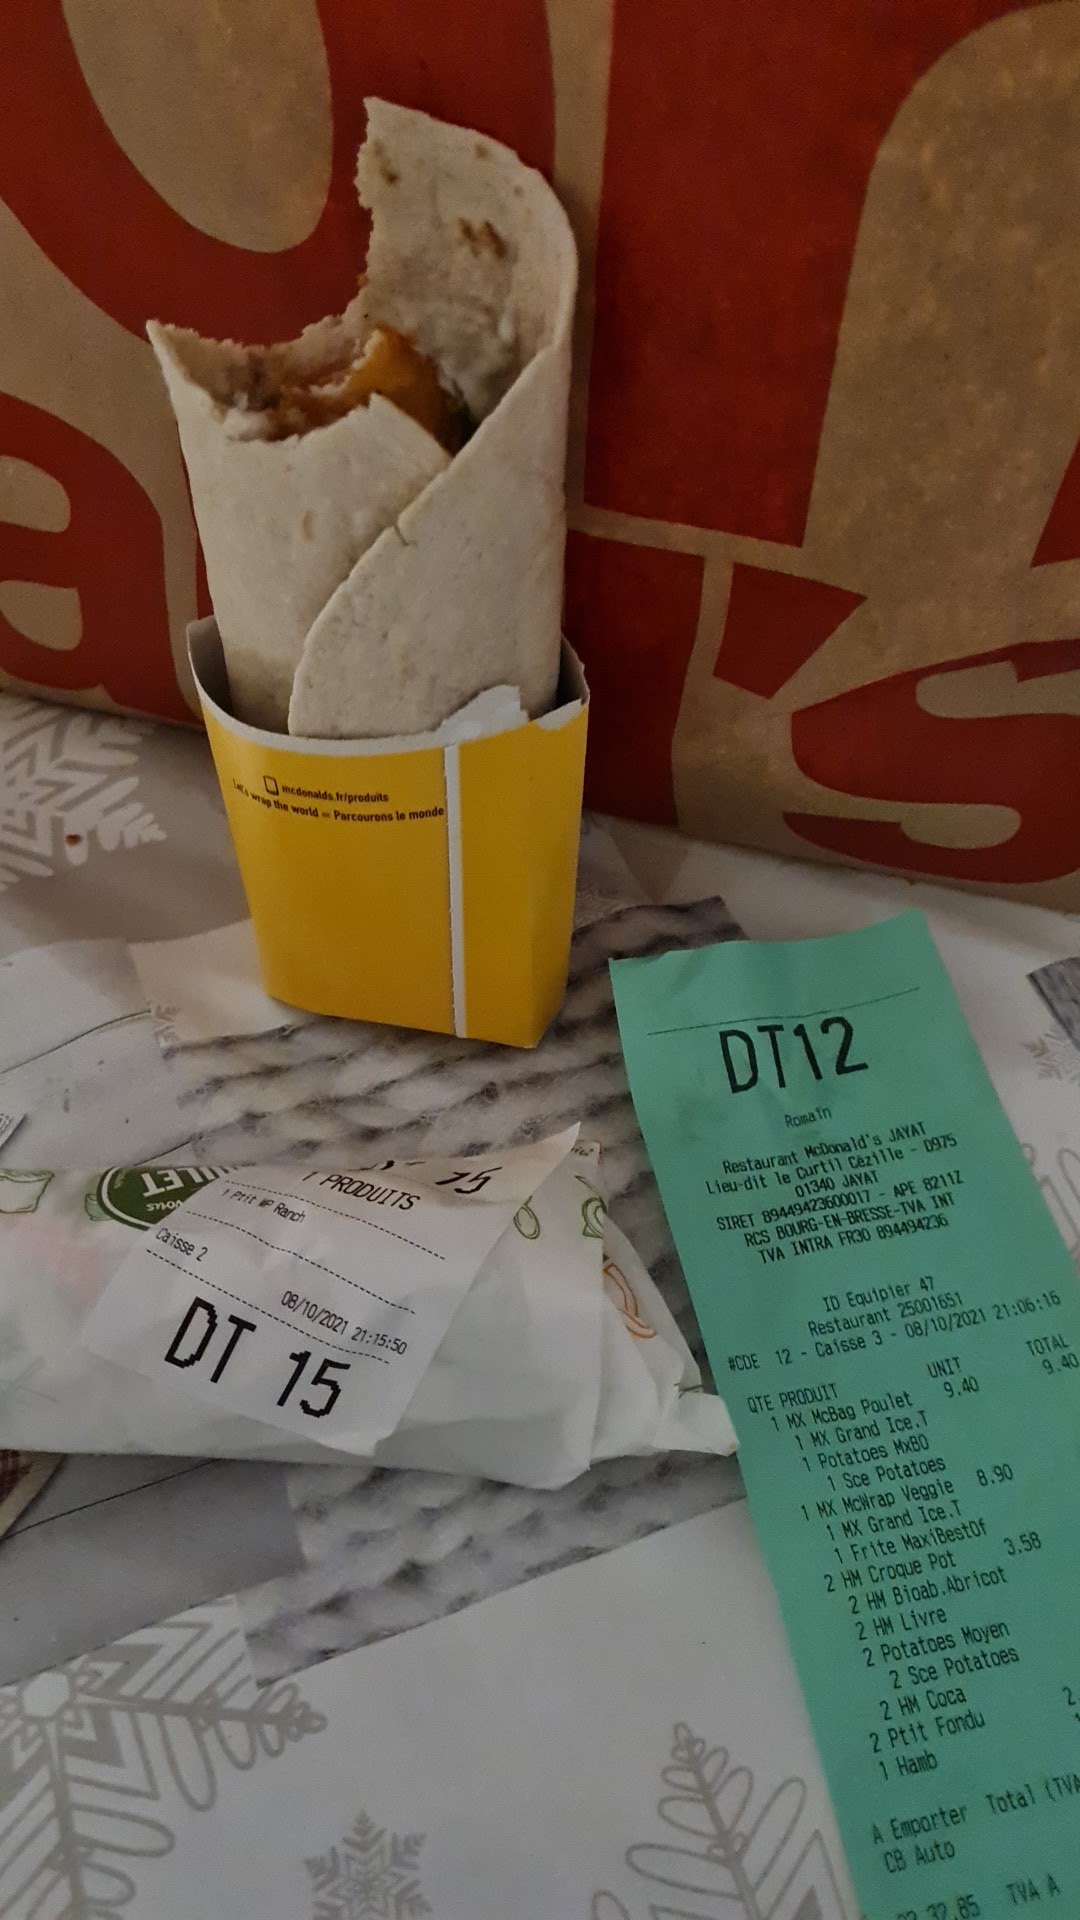 mcdonalds.fr/produits
Let's wrap the world = Parcourons le monde
DT12
Romain
Restaurant McDonald's JAYAT
Lieu-dit le Curtil Cézille - D975
01340 JAYAT
SIRET 89449423600017 - APE 8211Z
RCS BOURG-EN-BRESSE-TVA INT
TVA INTRA FR30 894494236
ID Equipier 47
Restaurant 25001651
#CDE 12 - Caisse 3 - 08/10/2021 21:06:16
QTE PRODUIT UNIT TOTAL
1 MX McBag Poulet 9.40 9.40
1 MX Grand Ice.T
1 Potatoes MxBO
1 Sce Potatoes
1 MX McWrap Veggie 8.90
1 MX Grand Ice.T
1 Frite MaxiBestOf
2 HM Croque Pot 3.58
2 HM Bioab.Abricot
2 HM Livre
2 Potatoes Moyen
2 Sce Potatoes
2 HM Coca
2 Ptit Fondu 2.
1 Hamb
A Emporter Total (TVA
CB Auto
32.85 TVA A
15
PRODUITS
1 Ptit WP Ranch
Caisse 2
08/10/2021 21:15:50
DT 15